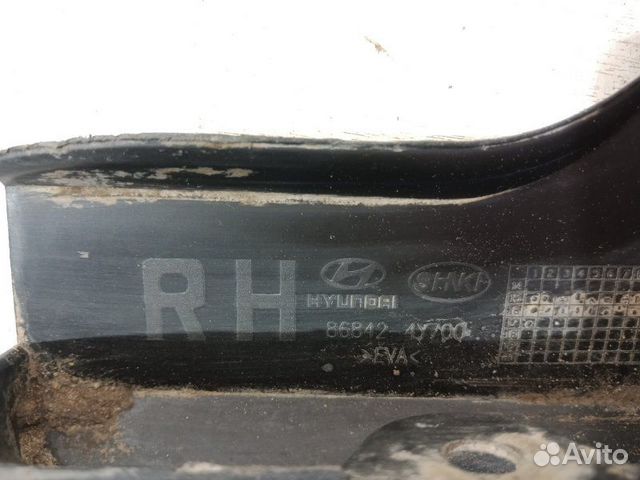 RH
HYUNDAI
86842 4Y700
>EVA<
Avito